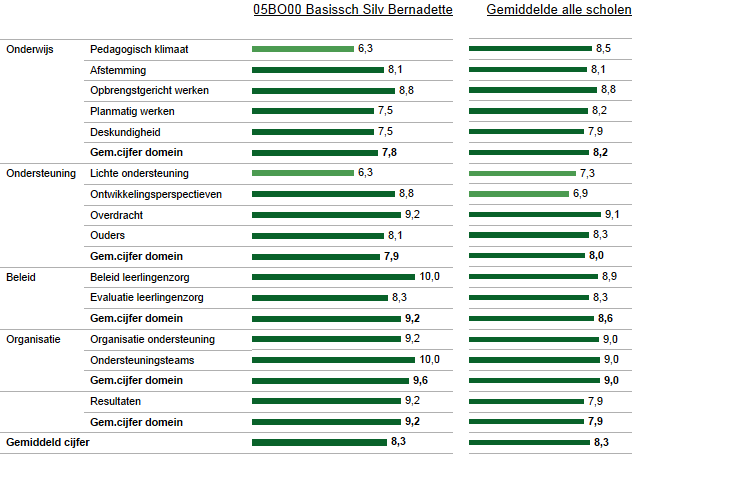 05BO00 Basissch Silv Bernadette Gemiddelde alle scholen
Onderwijs Pedagogisch klimaat 6,3 8,5
Afstemming 8,1 8,1
Opbrengstgericht werken 8,8 8,8
Planmatig werken 7,5 8,2
Deskundigheid 7,5 7,9
Gem.cijfer domein 7,8 8,2
Ondersteuning Lichte ondersteuning 6,3 7,3
Ontwikkelingsperspectieven 8,8 6,9
Overdracht 9,2 9,1
Ouders 8,1 8,3
Gem.cijfer domein 7,9 8,0
Beleid Beleid leerlingenzorg 10,0 8,9
Evaluatie leerlingenzorg 8,3 8,3
Gem.cijfer domein 9,2 8,6
Organisatie Organisatie ondersteuning 9,2 9,0
Ondersteuningsteams 10,0 9,0
Gem.cijfer domein 9,6 9,0
Resultaten 9,2 7,9
Gem.cijfer domein 9,2 7,9
Gemiddeld cijfer 8,3 8,3